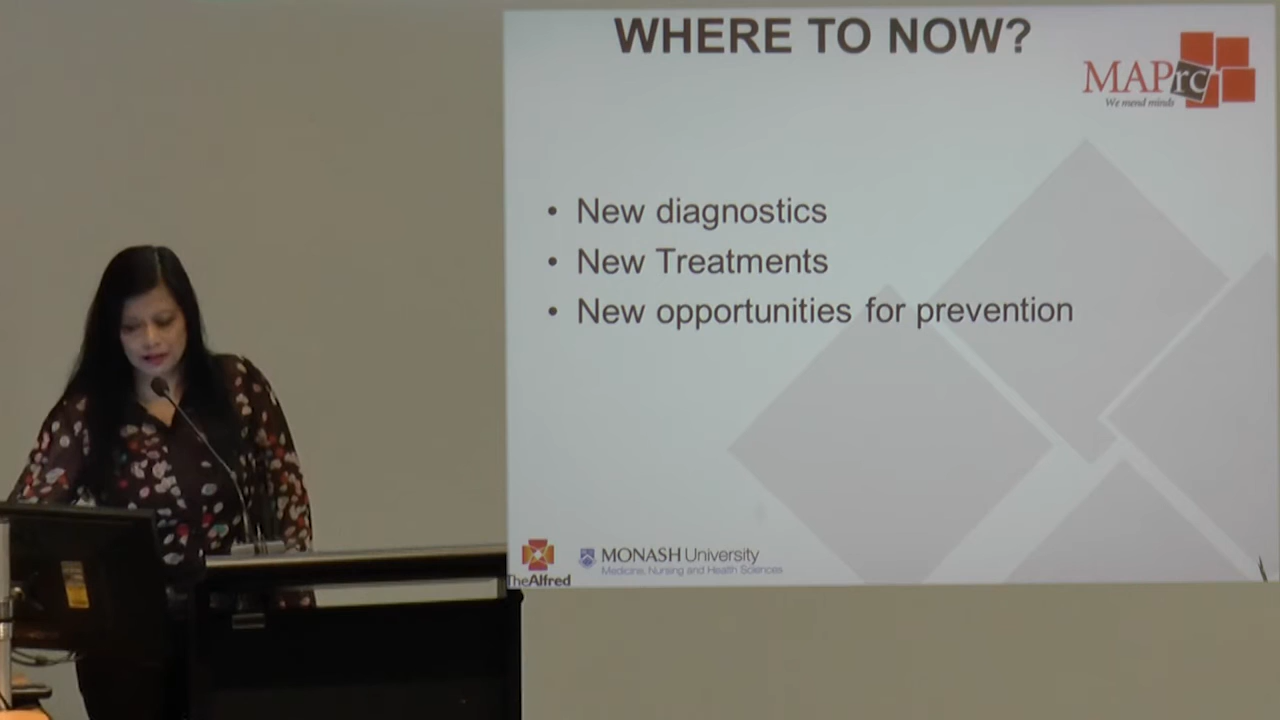 WHERE TO NOW?
MAPrc
We mend minds
• New diagnostics
• New Treatments
• New opportunities for prevention
TheAlfred
MONASH University
Medicine, Nursing and Health Sciences